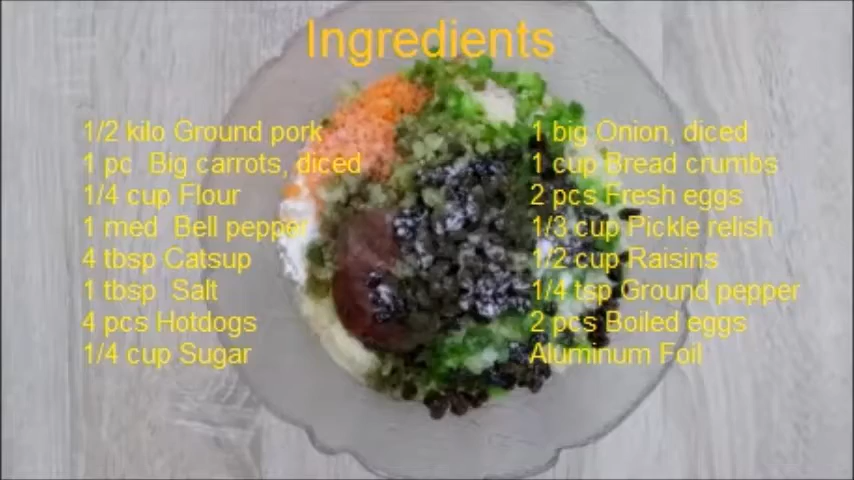 Ingredients
1/2 kilo Ground pork
1 pc  Big carrots, diced
1/4 cup Flour
1 med  Bell pepper
4 tbsp Catsup
1 tbsp  Salt
4 pcs Hotdogs
1/4 cup Sugar
1 big Onion, diced
1 cup Bread crumbs
2 pcs Fresh eggs
1/3 cup Pickle relish
1/2 cup Raisins
1/4 tsp Ground pepper
2 pcs Boiled eggs
Aluminum Foil